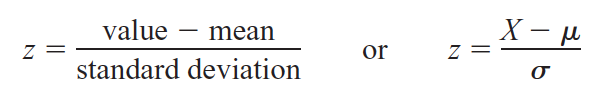 z = (value − mean) / (standard deviation) or z = (X − μ) / σ